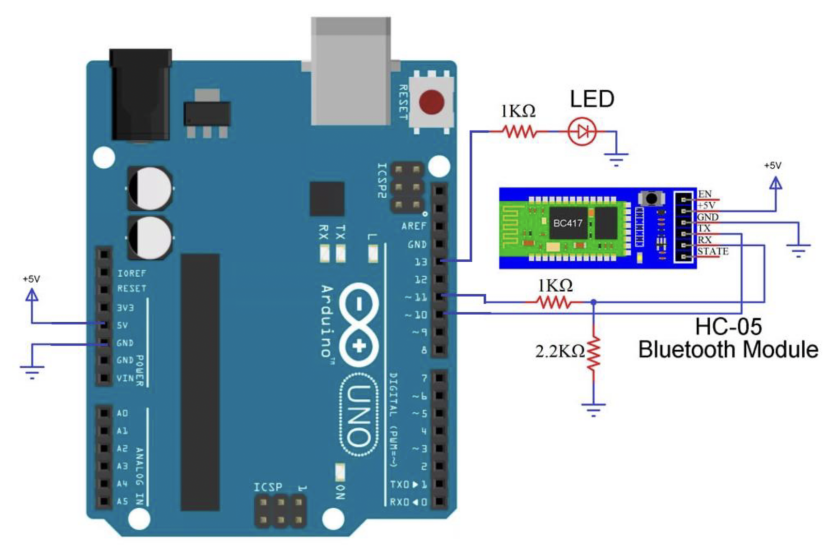 RESET
1KΩ
LED
+5V
ICSP2
EN
+5V
GND
TX
RX
STATE
BC417
AREF
GND
13
12
~11
~10
~9
8
RX
TX
L
IOREF
RESET
3V3
5V
GND
GND
VIN
POWER
+5V
Arduino™
UNO
1KΩ
2.2KΩ
HC-05
Bluetooth Module
7
~6
~5
4
~3
2
TXO▶1
RXO◀0
DIGITAL (PWM=~)
A0
A1
A2
A3
A4
A5
ANALOG IN
ICSP
1
ON